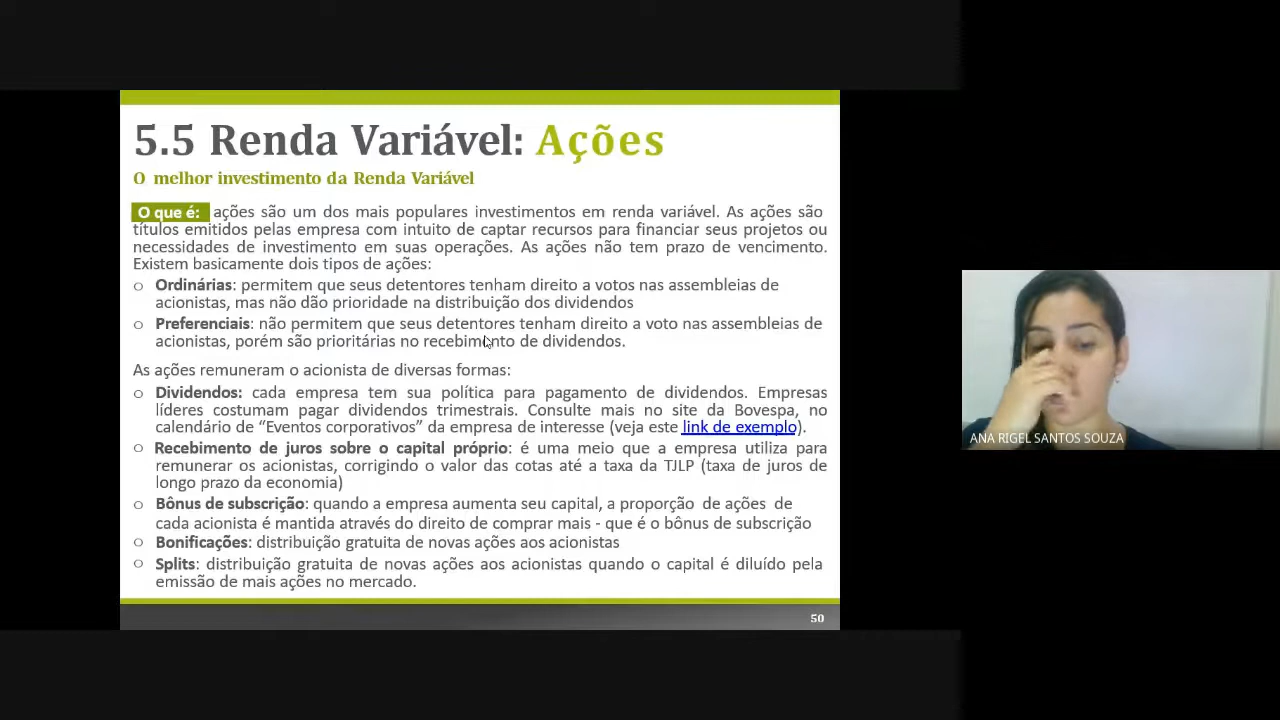 5.5 Renda Variável: Ações
O melhor investimento da Renda Variável
O que é: ações são um dos mais populares investimentos em renda variável. As ações são
títulos emitidos pelas empresa com intuito de captar recursos para financiar seus projetos ou
necessidades de investimento em suas operações. As ações não tem prazo de vencimento.
Existem basicamente dois tipos de ações:
o Ordinárias: permitem que seus detentores tenham direito a votos nas assembleias de
acionistas, mas não dão prioridade na distribuição dos dividendos
o Preferenciais: não permitem que seus detentores tenham direito a voto nas assembleias de
acionistas, porém são prioritárias no recebimento de dividendos.
As ações remuneram o acionista de diversas formas:
o Dividendos: cada empresa tem sua política para pagamento de dividendos. Empresas
líderes costumam pagar dividendos trimestrais. Consulte mais no site da Bovespa, no
calendário de “Eventos corporativos” da empresa de interesse (veja este link de exemplo).
o Recebimento de juros sobre o capital próprio: é uma meio que a empresa utiliza para
remunerar os acionistas, corrigindo o valor das cotas até a taxa da TJLP (taxa de juros de
longo prazo da economia)
o Bônus de subscrição: quando a empresa aumenta seu capital, a proporção de ações de
cada acionista é mantida através do direito de comprar mais - que é o bônus de subscrição
o Bonificações: distribuição gratuita de novas ações aos acionistas
o Splits: distribuição gratuita de novas ações aos acionistas quando o capital é diluído pela
emissão de mais ações no mercado.
50
ANA RIGEL SANTOS SOUZA